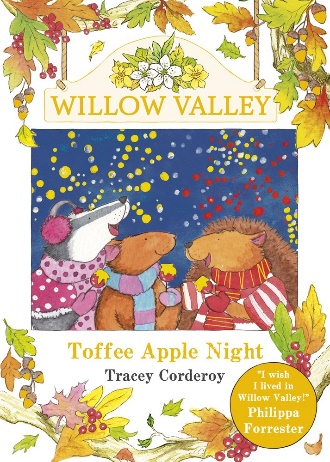 WILLOW VALLEY
Toffee Apple Night
Tracey Corderoy
"I wish
I lived in
Willow Valley!"
Philippa
Forrester